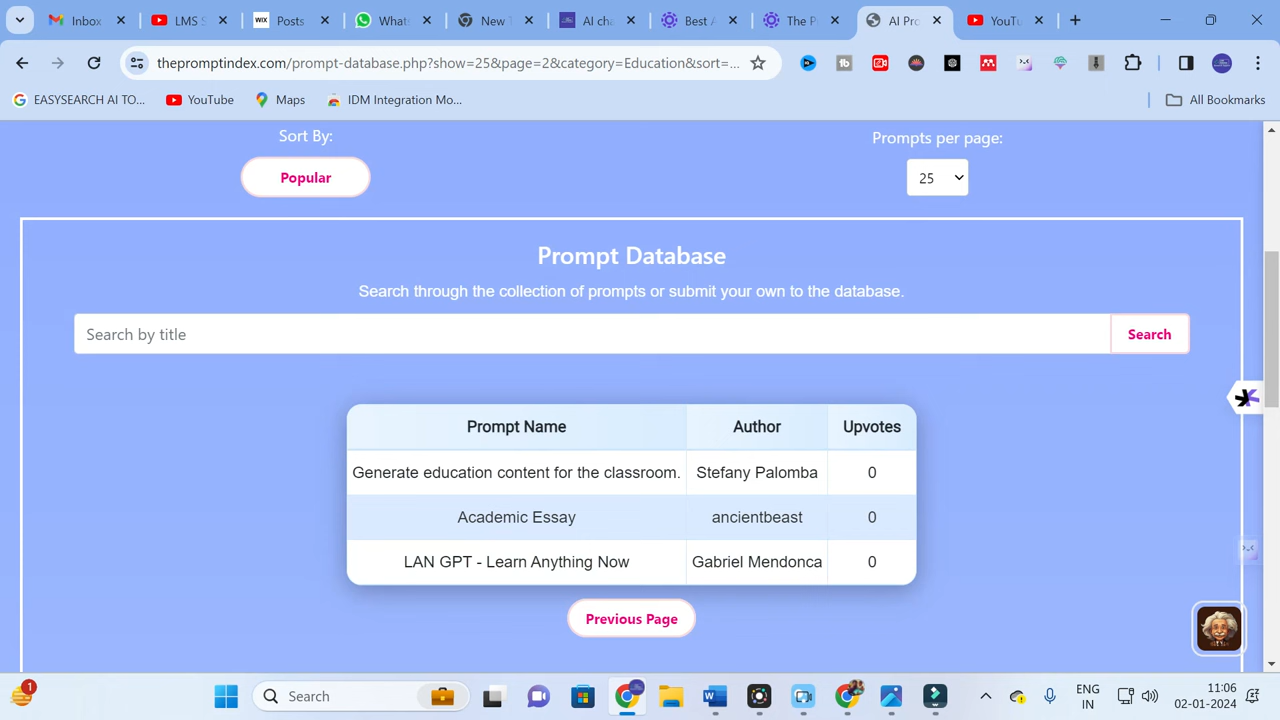 Inbox
LMS S
WIX Posts
Whats
New T
AI cha
Best A
The P
AI Pro
YouTu
thepromptindex.com/prompt-database.php?show=25&page=2&category=Education&sort=...
EASYSEARCH AI TO...
YouTube
Maps
IDM Integration Mo...
All Bookmarks
Sort By:
Popular
Prompts per page:
25
Prompt Database
Search through the collection of prompts or submit your own to the database.
Search by title
Search
Prompt Name Author Upvotes
Generate education content for the classroom. Stefany Palomba 0
Academic Essay ancientbeast 0
LAN GPT - Learn Anything Now Gabriel Mendonca 0
Previous Page
1
Search
ENG
IN
11:06
02-01-2024